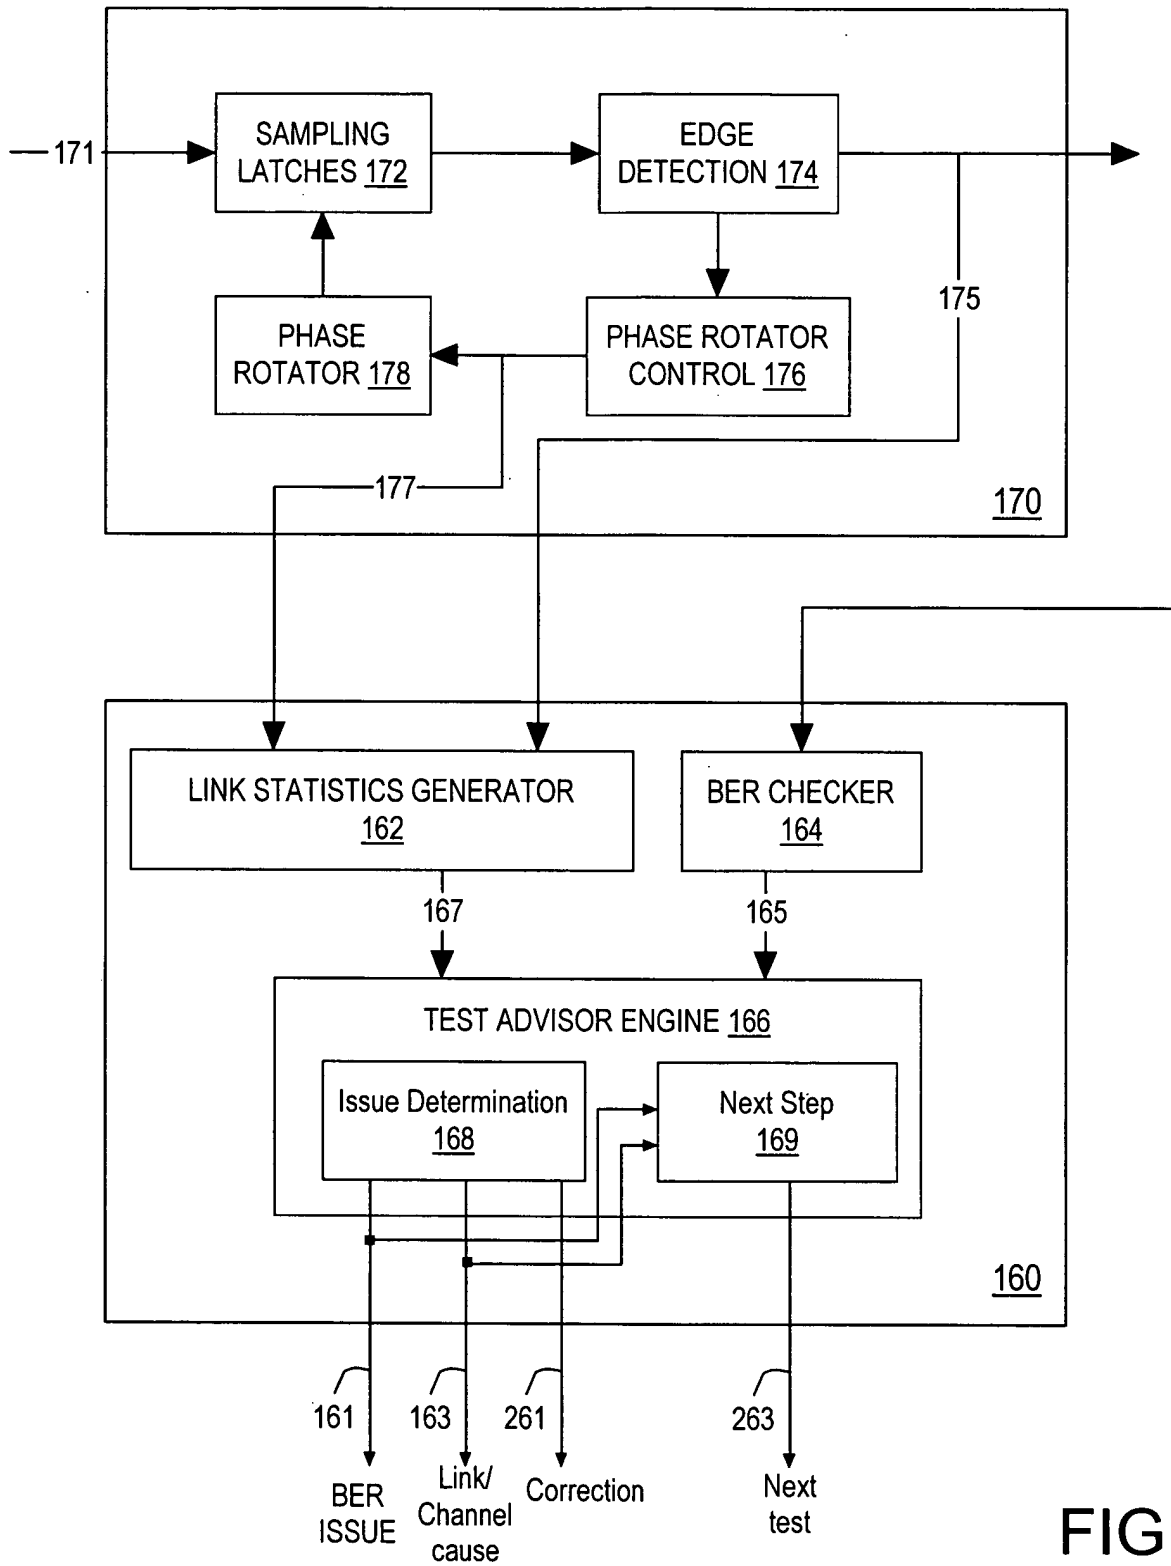 171
SAMPLING
LATCHES 172
EDGE
DETECTION 174
175
PHASE
ROTATOR 178
PHASE ROTATOR
CONTROL 176
177
170
LINK STATISTICS GENERATOR
162
BER CHECKER
164
167
165
TEST ADVISOR ENGINE 166
Issue Determination
168
Next Step
169
160
161
163
261
263
BER
ISSUE
Link/
Channel
cause
Correction
Next
test
FIG